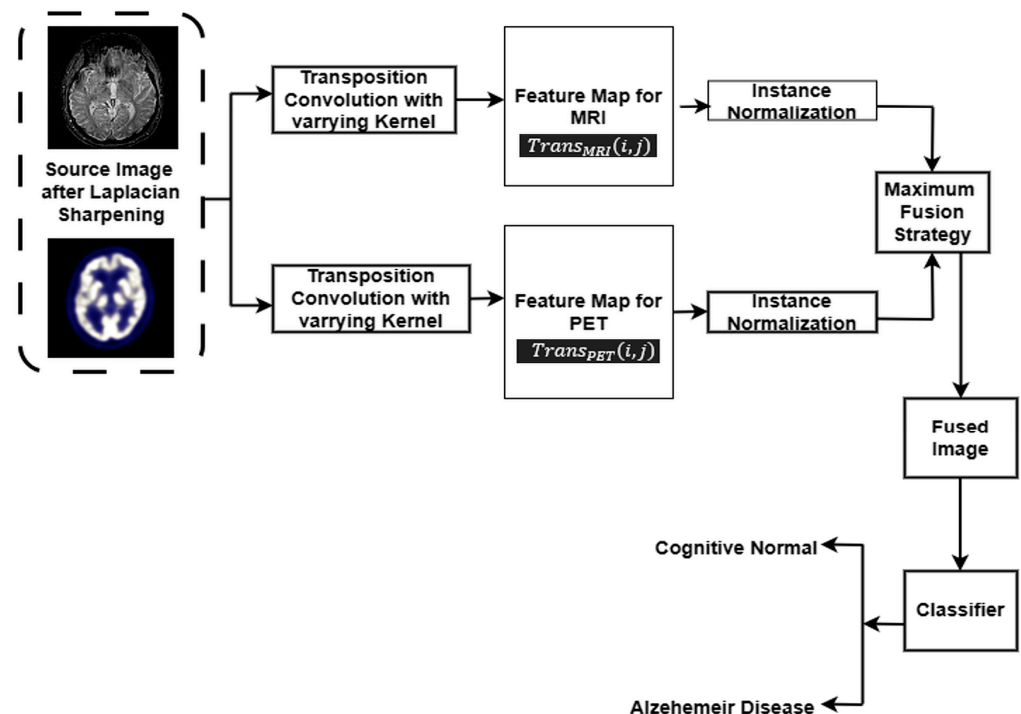 Source Image
after Laplacian
Sharpening
Transposition
Convolution with
varrying Kernel
Feature Map for
MRI
Trans_MRI(i,j)
Instance
Normalization
Transposition
Convolution with
varrying Kernel
Feature Map for
PET
Trans_PET(i,j)
Instance
Normalization
Maximum
Fusion
Strategy
Fused
Image
Classifier
Cognitive Normal
Alzehemeir Disease